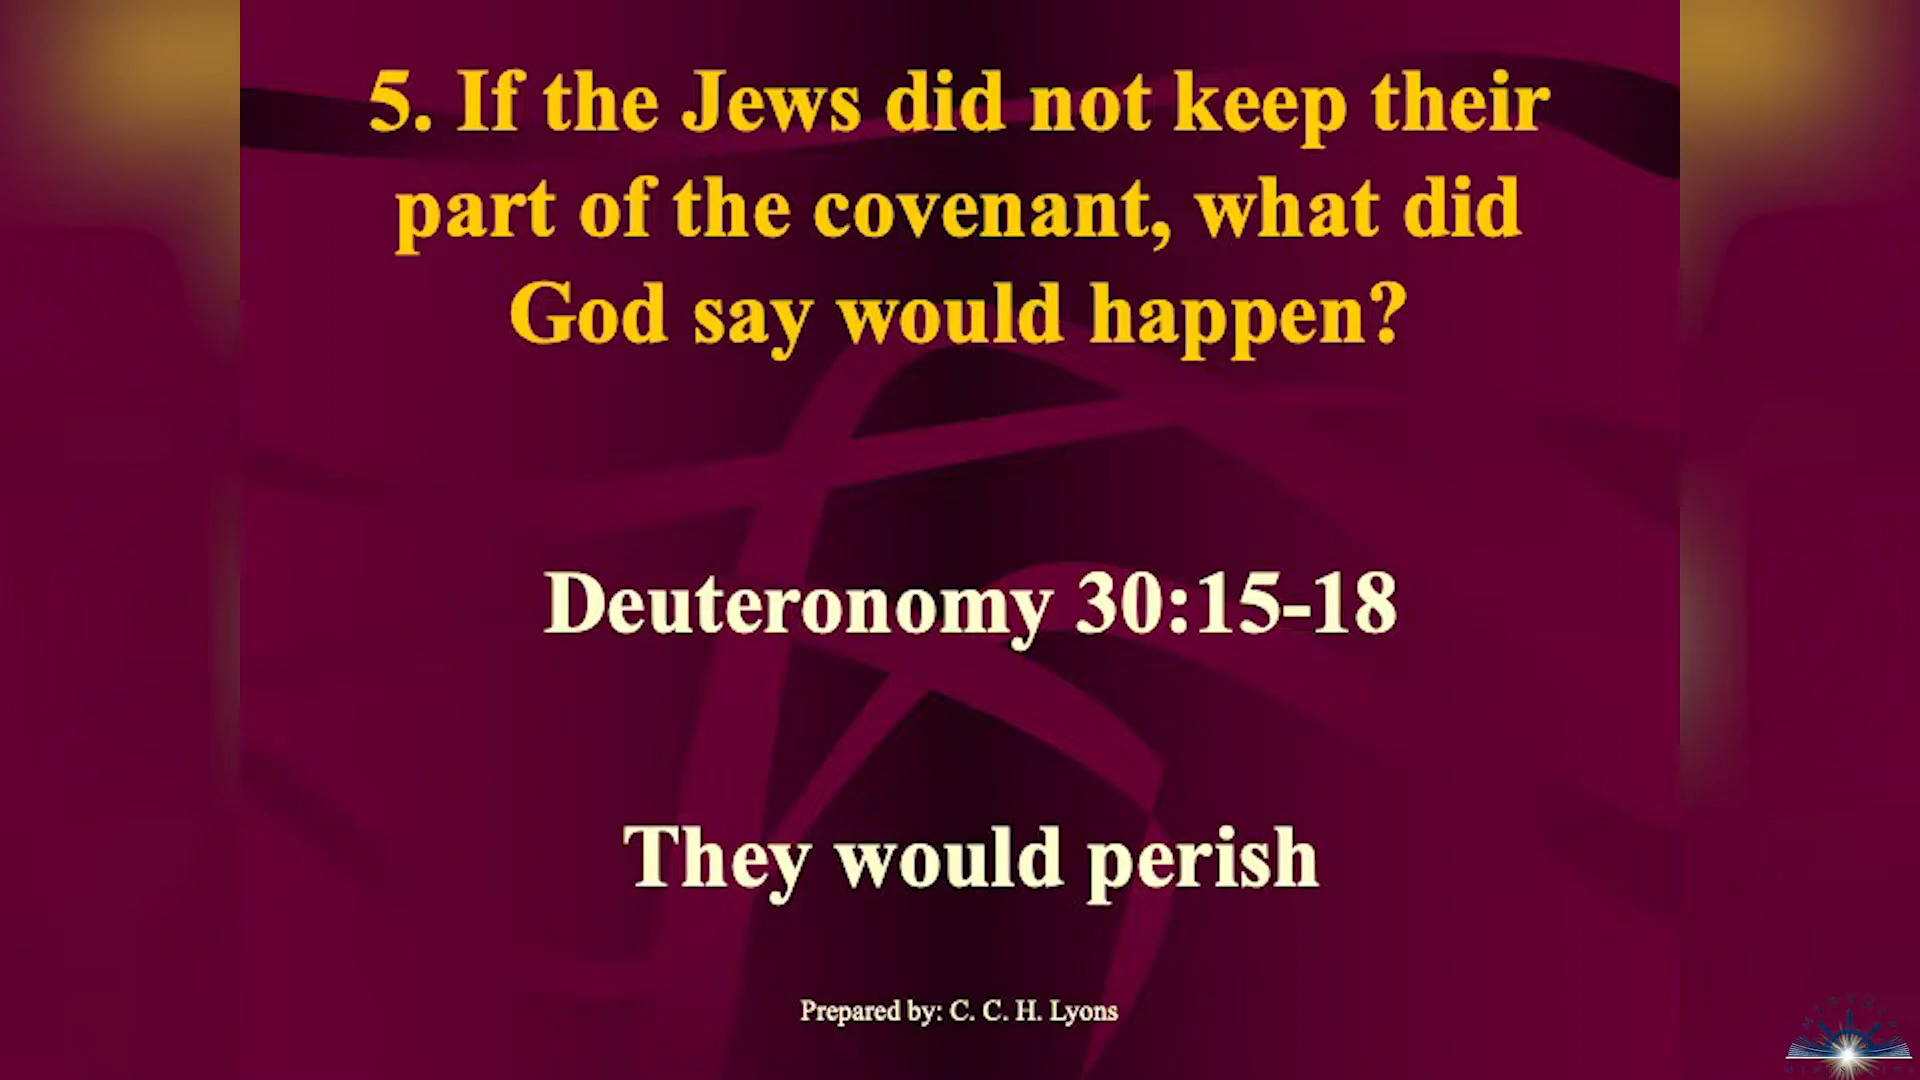 5. If the Jews did not keep their
part of the covenant, what did
God say would happen?
Deuteronomy 30:15-18
They would perish
Prepared by: C. C. H. Lyons